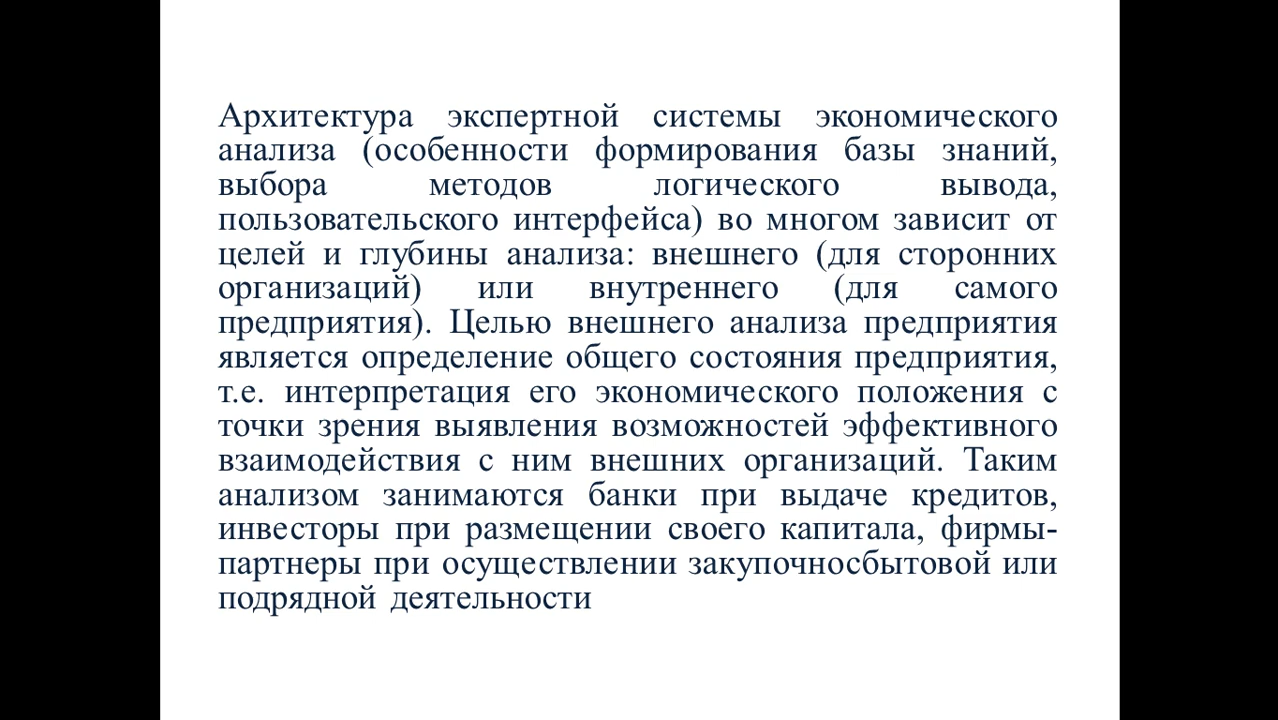 Архитектура экспертной системы экономического
анализа (особенности формирования базы знаний,
выбора методов логического вывода,
пользовательского интерфейса) во многом зависит от
целей и глубины анализа: внешнего (для сторонних
организаций) или внутреннего (для самого
предприятия). Целью внешнего анализа предприятия
является определение общего состояния предприятия,
т.е. интерпретация его экономического положения с
точки зрения выявления возможностей эффективного
взаимодействия с ним внешних организаций. Таким
анализом занимаются банки при выдаче кредитов,
инвесторы при размещении своего капитала, фирмы-
партнеры при осуществлении закупочносбытовой или
подрядной деятельности